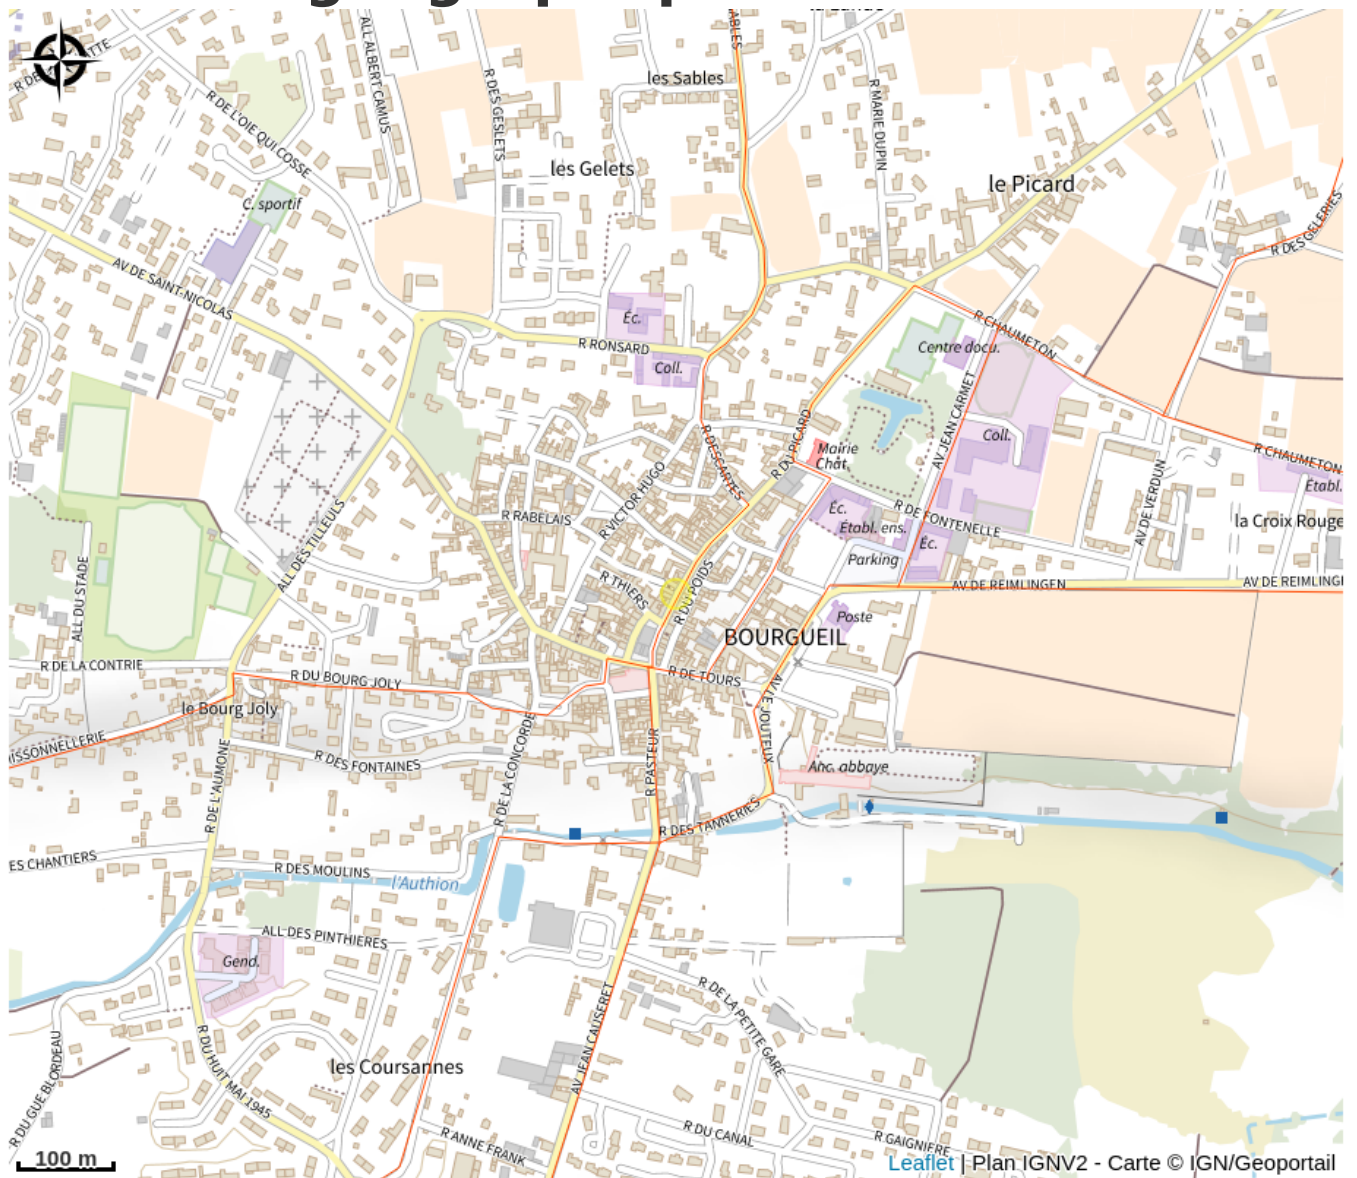 ABLES
les Sables
ALL ALBERT CAMUS
R DES GESLETS
R MARIE DUPIN
R DE L'OIE QUI COSSE
les Gelets
le Picard
C. sportif
R DES GELERIES
AV DE SAINT-NICOLAS
Éc.
R RONSARD
Coll.
R CHAUMETON
Centre docu.
AV JEAN CARMET
R DESCARTES
R DU PICARD
Mairie
Chât.
Coll.
R CHAUMETON
Établ.
R VICTOR HUGO
R RABELAIS
Éc.
Établ. ens.
R DE FONTENELLE
AV DE VERDUN
la Croix Rouge
ALL DES TILLEULS
Éc.
Parking
R THIERS
R DU POIDS
AV DE REIMLINGEN
AV DE REIMLINGE
ALL DU STADE
Poste
BOURGUEIL
R DE LA CONTRIE
R DU BOURG JOLY
R DE TOURS
le Bourg Joly
AV LE JOUTEUX
ISSONNELLERIE
R DE L'AUMONE
R DES FONTAINES
R DE LA CONCORDE
R PASTEUR
Anc. abbaye
R DES TANNERIES
ES CHANTIERS
R DES MOULINS
l'Authion
ALL DES PINTHIERES
Gend.
R DE LA PETITE GARE
AV JEAN CAUSERET
R DU GUE BLORDEAU
R DU HUIT MAI 1945
les Coursannes
R ANNE FRANK
R DU CANAL
R GAIGNIERE
100 m
Leaflet | Plan IGNV2 - Carte © IGN/Geoportail